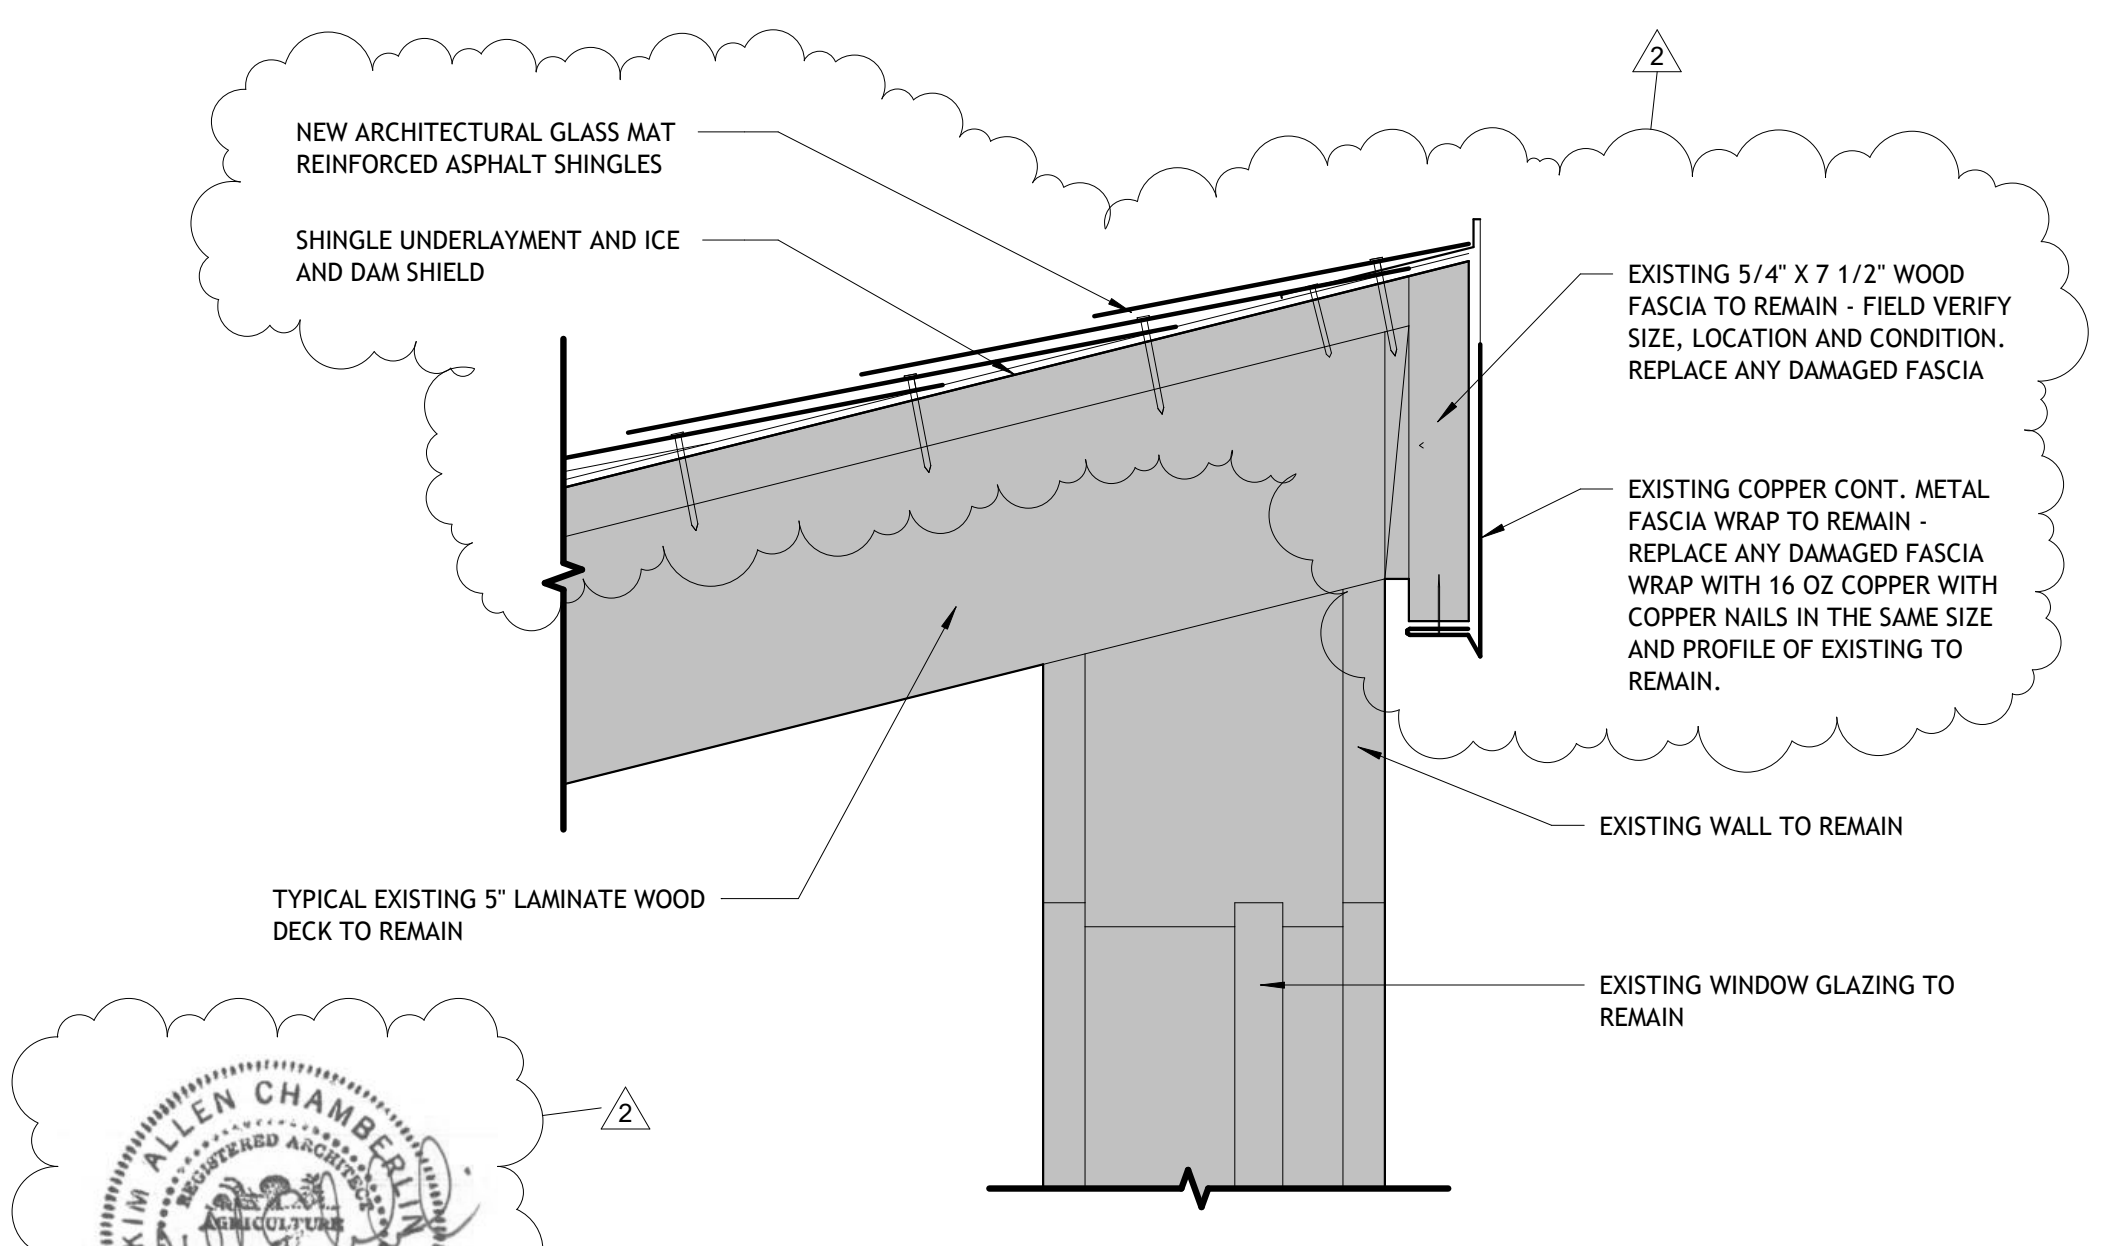 2
NEW ARCHITECTURAL GLASS MAT
REINFORCED ASPHALT SHINGLES
SHINGLE UNDERLAYMENT AND ICE
AND DAM SHIELD
EXISTING 5/4" X 7 1/2" WOOD
FASCIA TO REMAIN - FIELD VERIFY
SIZE, LOCATION AND CONDITION.
REPLACE ANY DAMAGED FASCIA
EXISTING COPPER CONT. METAL
FASCIA WRAP TO REMAIN -
REPLACE ANY DAMAGED FASCIA
WRAP WITH 16 OZ COPPER WITH
COPPER NAILS IN THE SAME SIZE
AND PROFILE OF EXISTING TO
REMAIN.
EXISTING WALL TO REMAIN
TYPICAL EXISTING 5" LAMINATE WOOD
DECK TO REMAIN
EXISTING WINDOW GLAZING TO
REMAIN
2
KIM ALLEN CHAMBERLIN
REGISTERED ARCHITECT
AGRICULTURE